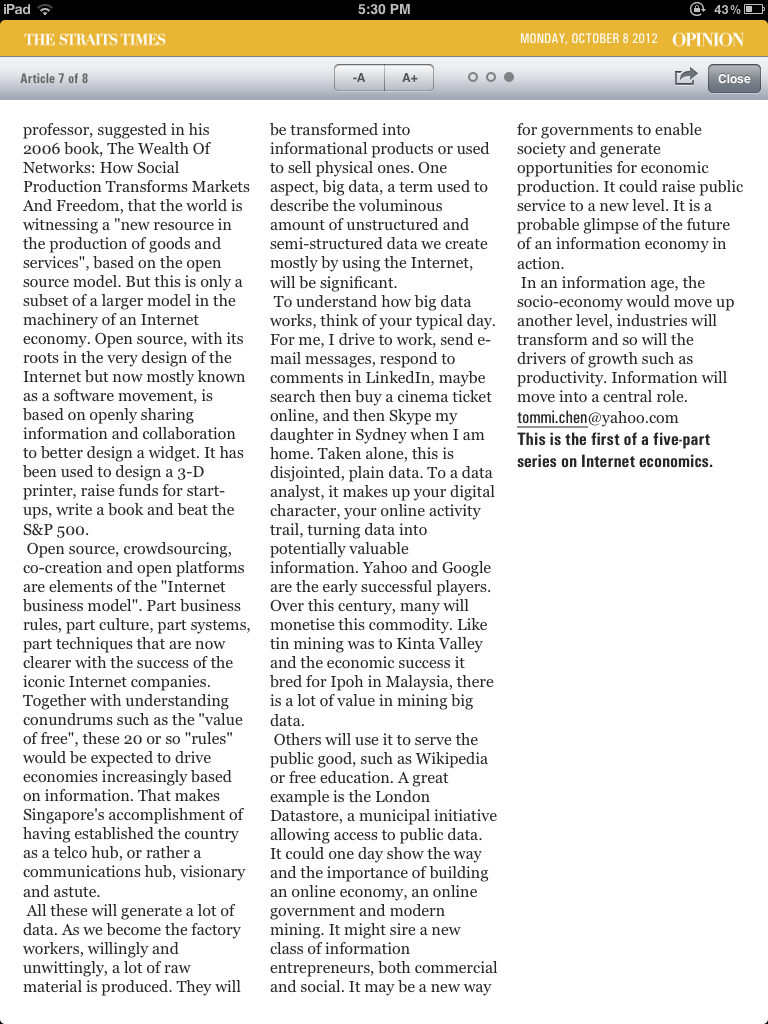 iPad 5:30 PM 43%
THE STRAITS TIMES MONDAY, OCTOBER 8 2012 OPINION
Article 7 of 8 -A A+ Close
professor, suggested in his
2006 book, The Wealth Of
Networks: How Social
Production Transforms Markets
And Freedom, that the world is
witnessing a "new resource in
the production of goods and
services", based on the open
source model. But this is only a
subset of a larger model in the
machinery of an Internet
economy. Open source, with its
roots in the very design of the
Internet but now mostly known
as a software movement, is
based on openly sharing
information and collaboration
to better design a widget. It has
been used to design a 3-D
printer, raise funds for start-
ups, write a book and beat the
S&P 500.
Open source, crowdsourcing,
co-creation and open platforms
are elements of the "Internet
business model". Part business
rules, part culture, part systems,
part techniques that are now
clearer with the success of the
iconic Internet companies.
Together with understanding
conundrums such as the "value
of free", these 20 or so "rules"
would be expected to drive
economies increasingly based
on information. That makes
Singapore's accomplishment of
having established the country
as a telco hub, or rather a
communications hub, visionary
and astute.
All these will generate a lot of
data. As we become the factory
workers, willingly and
unwittingly, a lot of raw
material is produced. They will
be transformed into
informational products or used
to sell physical ones. One
aspect, big data, a term used to
describe the voluminous
amount of unstructured and
semi-structured data we create
mostly by using the Internet,
will be significant.
To understand how big data
works, think of your typical day.
For me, I drive to work, send e-
mail messages, respond to
comments in LinkedIn, maybe
search then buy a cinema ticket
online, and then Skype my
daughter in Sydney when I am
home. Taken alone, this is
disjointed, plain data. To a data
analyst, it makes up your digital
character, your online activity
trail, turning data into
potentially valuable
information. Yahoo and Google
are the early successful players.
Over this century, many will
monetise this commodity. Like
tin mining was to Kinta Valley
and the economic success it
bred for Ipoh in Malaysia, there
is a lot of value in mining big
data.
Others will use it to serve the
public good, such as Wikipedia
or free education. A great
example is the London
Datastore, a municipal initiative
allowing access to public data.
It could one day show the way
and the importance of building
an online economy, an online
government and modern
mining. It might sire a new
class of information
entrepreneurs, both commercial
and social. It may be a new way
for governments to enable
society and generate
opportunities for economic
production. It could raise public
service to a new level. It is a
probable glimpse of the future
of an information economy in
action.
In an information age, the
socio-economy would move up
another level, industries will
transform and so will the
drivers of growth such as
productivity. Information will
move into a central role.
tommi.chen@yahoo.com
This is the first of a five-part
series on Internet economics.